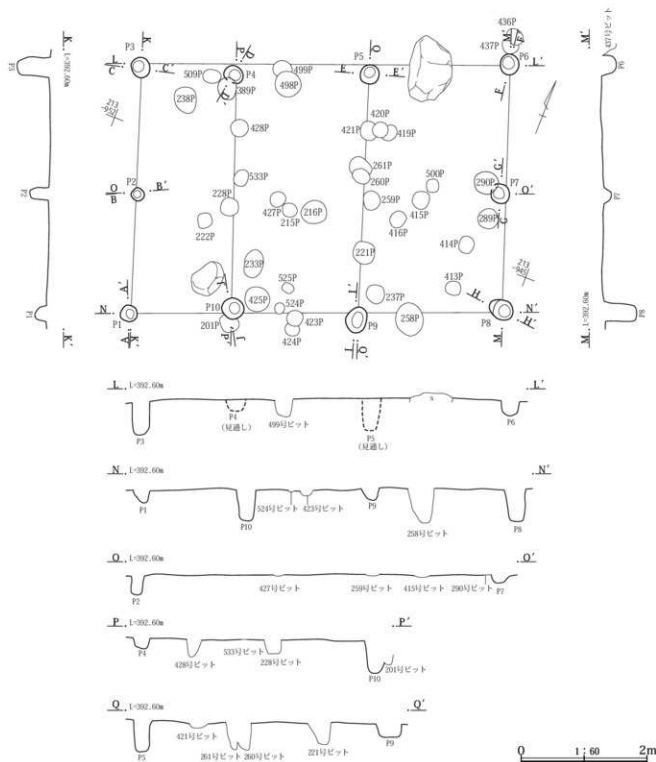 436P
437P
P3
P4
P5
P6
509P
499P
498P
389P
238P
428P
420P
421P
419P
533P
261P
260P
500P
290P
P7
P2
228P
427P
215P
216P
259P
415P
416P
289P
222P
414P
221P
233P
525P
413P
237P
425P
524P
P1
P10
201P
423P
424P
P9
258P
P8
K
K'
L
L'
C
C'
B
B'
O
O'
A
A'
N
N'
E
E'
F
G
G'
H
H'
I
I'
J
M
M'
P
P'
Q
Q'
L=392.60m
P3
P2
P1
437号ピット
P6
P7
P8
L=392.60m
L L=392.60m L'
P3
P4
(見通し)
499号ピット
P5
(見通し)
S
P6
N L=392.60m N'
P1
P10
524号ピット
423号ピット
P9
258号ピット
P8
O L=392.60m O'
P2
427号ピット
259号ピット
415号ピット
290号ピット
P7
P L=392.60m P'
P4
428号ピット
533号ピット
228号ピット
P10
201号ピット
Q L=392.60m Q'
P5
421号ピット
261号ピット
260号ピット
221号ピット
P9
0 1:60 2m